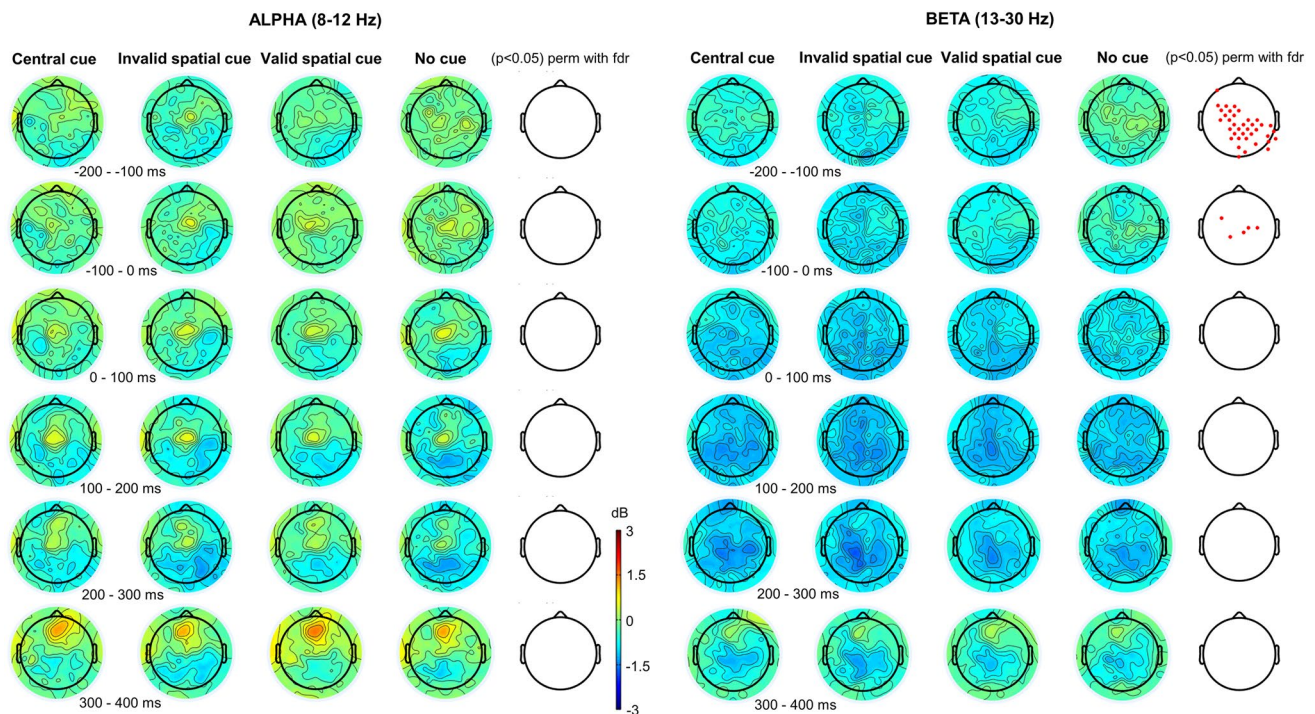 ALPHA (8-12 Hz)
BETA (13-30 Hz)
Central cue Invalid spatial cue Valid spatial cue No cue (p<0.05) perm with fdr
Central cue Invalid spatial cue Valid spatial cue No cue (p<0.05) perm with fdr
-200 - -100 ms
-200 - -100 ms
-100 - 0 ms
-100 - 0 ms
0 - 100 ms
0 - 100 ms
100 - 200 ms
100 - 200 ms
dB
3
1.5
0
-1.5
-3
200 - 300 ms
200 - 300 ms
300 - 400 ms
300 - 400 ms